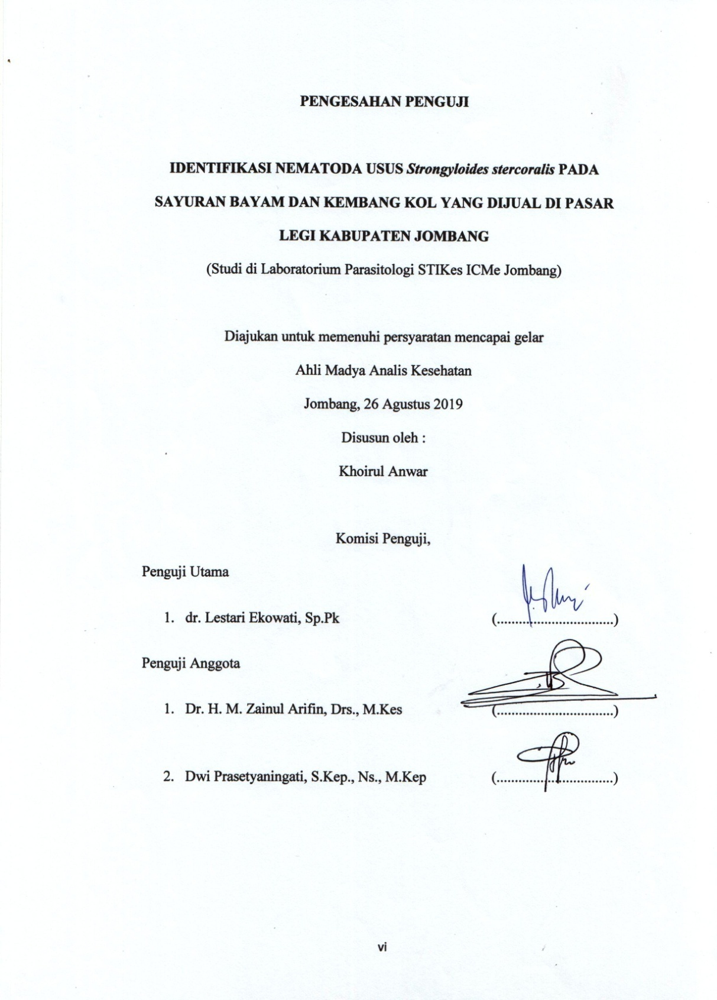 PENGESAHAN PENGUJI
IDENTIFIKASI NEMATODA USUS Strongyloides stercoralis PADA
SAYURAN BAYAM DAN KEMBANG KOL YANG DIJUAL DI PASAR
LEGI KABUPATEN JOMBANG
(Studi di Laboratorium Parasitologi STIKes ICMe Jombang)
Diajukan untuk memenuhi persyaratan mencapai gelar
Ahli Madya Analis Kesehatan
Jombang, 26 Agustus 2019
Disusun oleh :
Khoirul Anwar
Komisi Penguji,
Penguji Utama
1. dr. Lestari Ekowati, Sp.Pk (.................................)
Penguji Anggota
1. Dr. H. M. Zainul Arifin, Drs., M.Kes (.................................)
2. Dwi Prasetyaningati, S.Kep., Ns., M.Kep (.................................)
vi